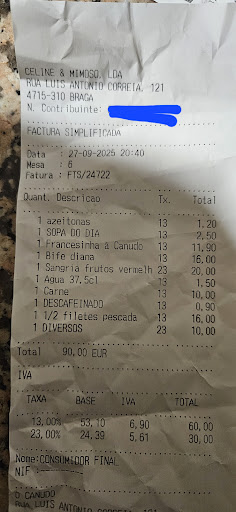 CELINE & MIMOSO, LDA
RUA LUIS ANTONIO CORREIA, 121
4715-310 BRAGA
N. Contribuinte:
FACTURA SIMPLIFICADA
Data : 27-09-2025 20:40
Mesa : 6
Fatura : FTS/24722
Quant. Descricao Tx. Total
1 azeitonas 13 1,20
1 SOPA DO DIA 13 2,50
1 Francesinha à Canudo 13 11,90
1 Bife diana 13 16,00
1 Sangria frutos vermelh 23 20,00
1 Agua 37,5cl 13 1,50
1 Carne 13 10,00
1 DESCAFEINADO 13 0,90
1 1/2 filetes pescada 13 16,00
1 DIVERSOS 23 10,00
Total 90,00 EUR
IVA
TAXA BASE IVA TOTAL
13,00% 53,10 6,90 60,00
23,00% 24,39 5,61 30,00
Nome:CONSUMIDOR FINAL
NIF :
O CANUDO
RUA LUIS ANTONIO CORREIA, 121